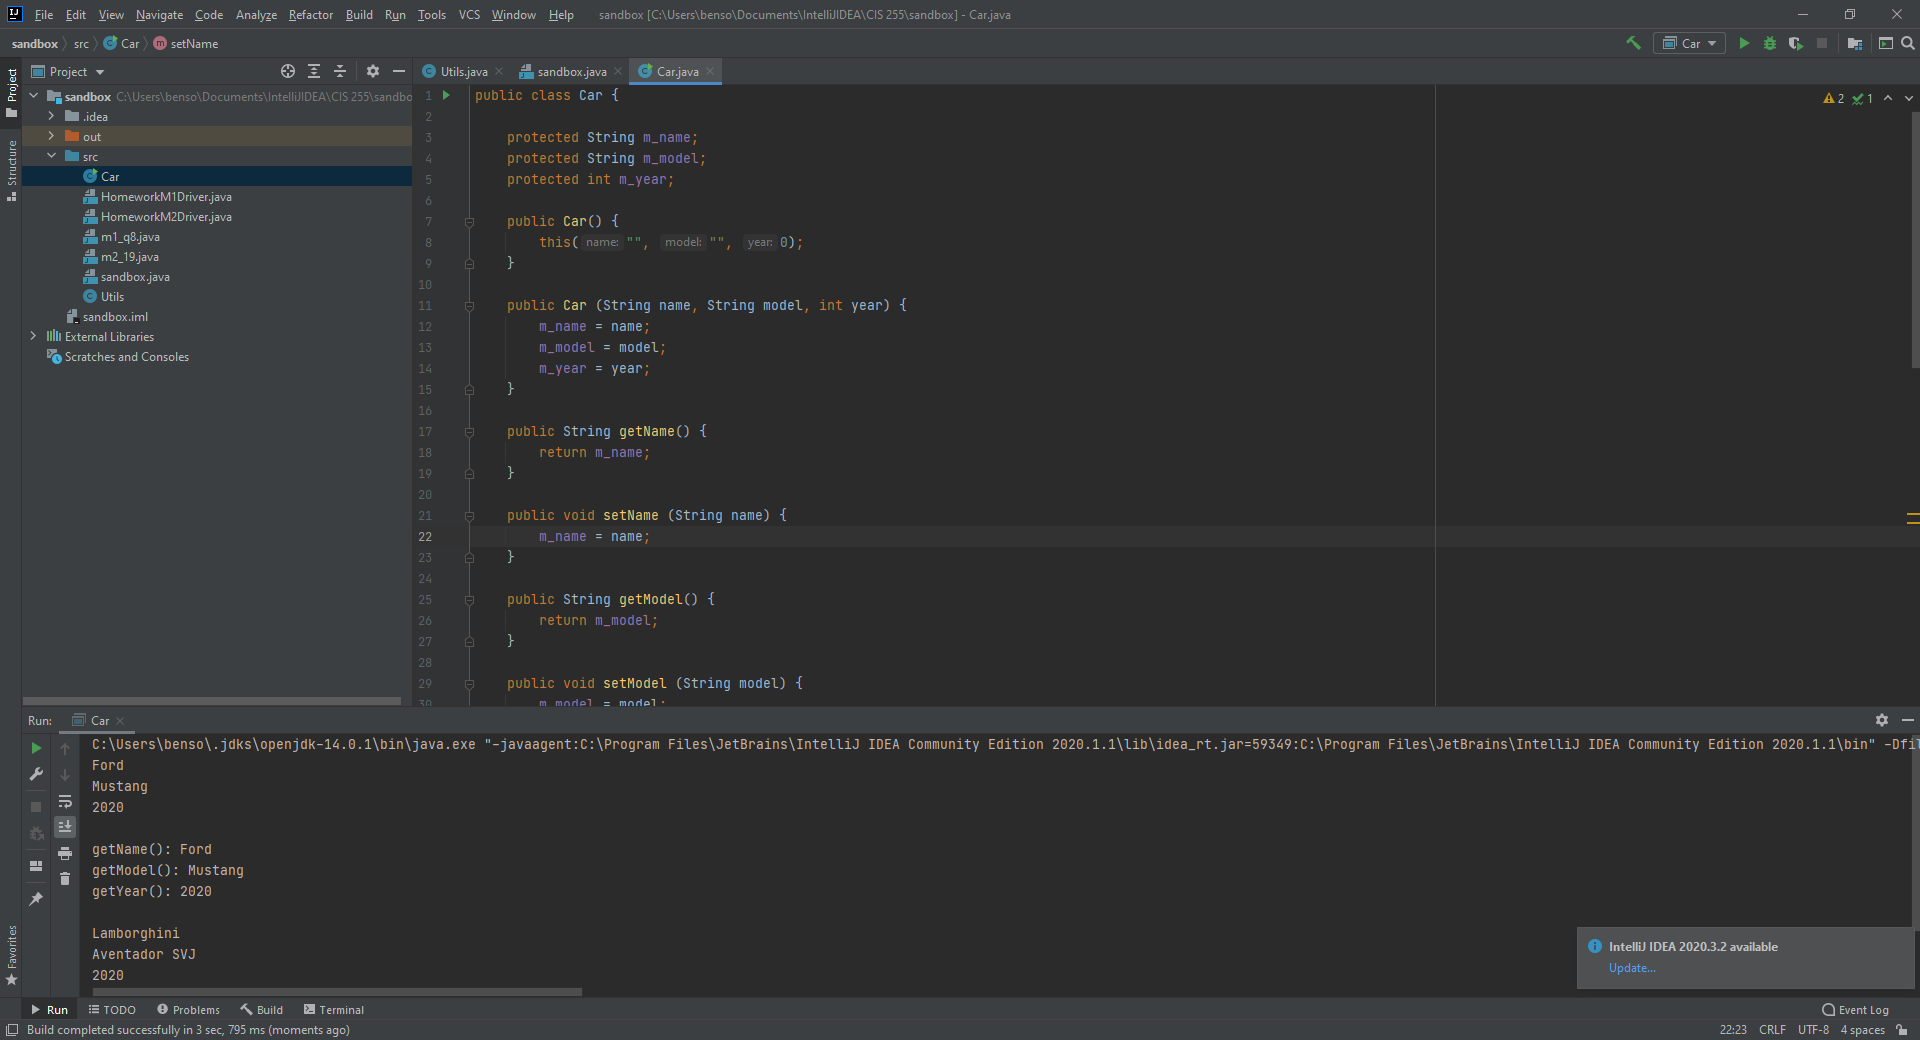 File Edit View Navigate Code Analyze Refactor Build Run Tools VCS Window Help sandbox [C:\Users\benso\Documents\IntelliJIDEA\CIS 255\sandbox] - Car.java
sandbox src Car setName
Car
Project
Utils.java sandbox.java Car.java
Project
Structure
Favorites
sandbox C:\Users\benso\Documents\IntelliJIDEA\CIS 255\sandbo
.idea
out
src
Car
HomeworkM1Driver.java
HomeworkM2Driver.java
m1_q8.java
m2_19.java
sandbox.java
Utils
sandbox.iml
External Libraries
Scratches and Consoles
2 1
1 public class Car {
2
3 protected String m_name;
4 protected String m_model;
5 protected int m_year;
6
7 public Car() {
8 this( name: "", model: "", year: 0);
9 }
10
11 public Car (String name, String model, int year) {
12 m_name = name;
13 m_model = model;
14 m_year = year;
15 }
16
17 public String getName() {
18 return m_name;
19 }
20
21 public void setName (String name) {
22 m_name = name;
23 }
24
25 public String getModel() {
26 return m_model;
27 }
28
29 public void setModel (String model) {
30 m_model = model;
Run: Car
C:\Users\benso\.jdks\openjdk-14.0.1\bin\java.exe "-javaagent:C:\Program Files\JetBrains\IntelliJ IDEA Community Edition 2020.1.1\lib\idea_rt.jar=59349:C:\Program Files\JetBrains\IntelliJ IDEA Community Edition 2020.1.1\bin" -Dfil
Ford
Mustang
2020
getName(): Ford
getModel(): Mustang
getYear(): 2020
Lamborghini
Aventador SVJ
2020
IntelliJ IDEA 2020.3.2 available
Update...
Run TODO Problems Build Terminal Event Log
Build completed successfully in 3 sec, 795 ms (moments ago) 22:23 CRLF UTF-8 4 spaces